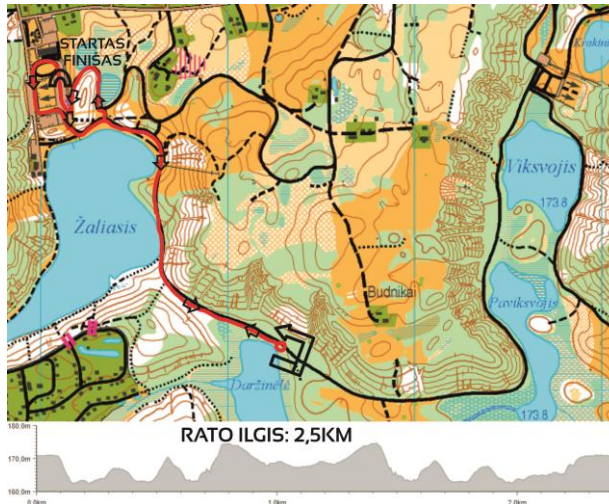 STARTAS
FINIŠAS
Viksvojis
173.8
Žaliasis
Budnikai
Paviksvojis
Daržinėlė
173.8
RATO ILGIS: 2,5KM
180,0m
170,0m
160,0m
0,0km
1,0km
2,0km